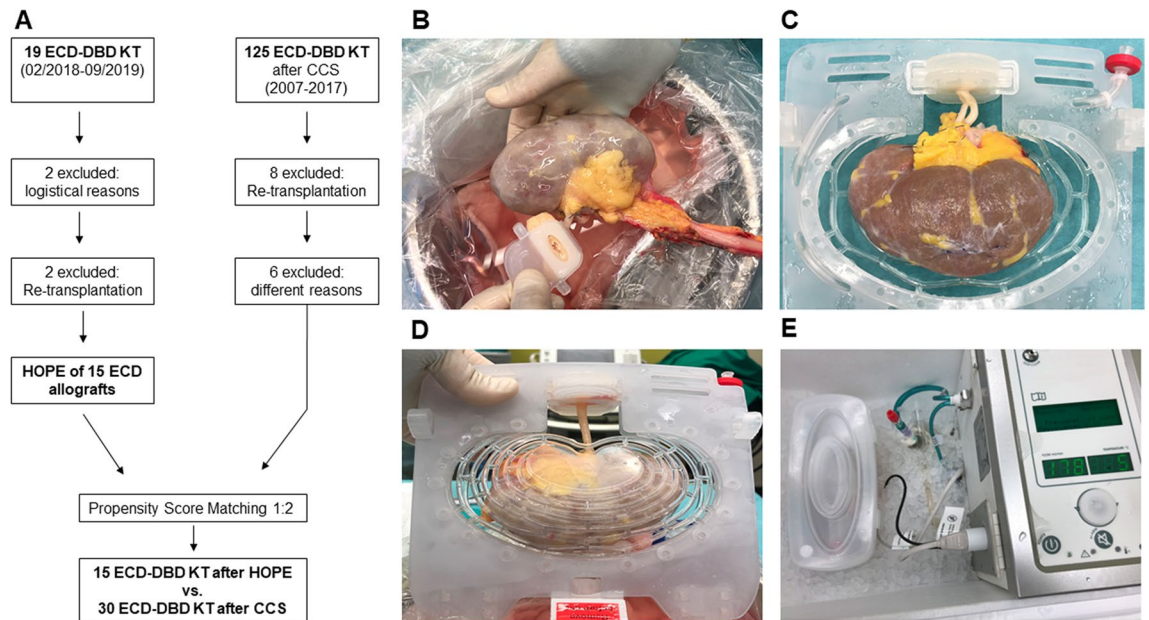 A
19 ECD-DBD KT
(02/2018-09/2019)
125 ECD-DBD KT
after CCS
(2007-2017)
2 excluded:
logistical reasons
8 excluded:
Re-transplantation
2 excluded:
Re-transplantation
6 excluded:
different reasons
HOPE of 15 ECD
allografts
Propensity Score Matching 1:2
15 ECD-DBD KT after HOPE
vs.
30 ECD-DBD KT after CCS
B
C
D
E